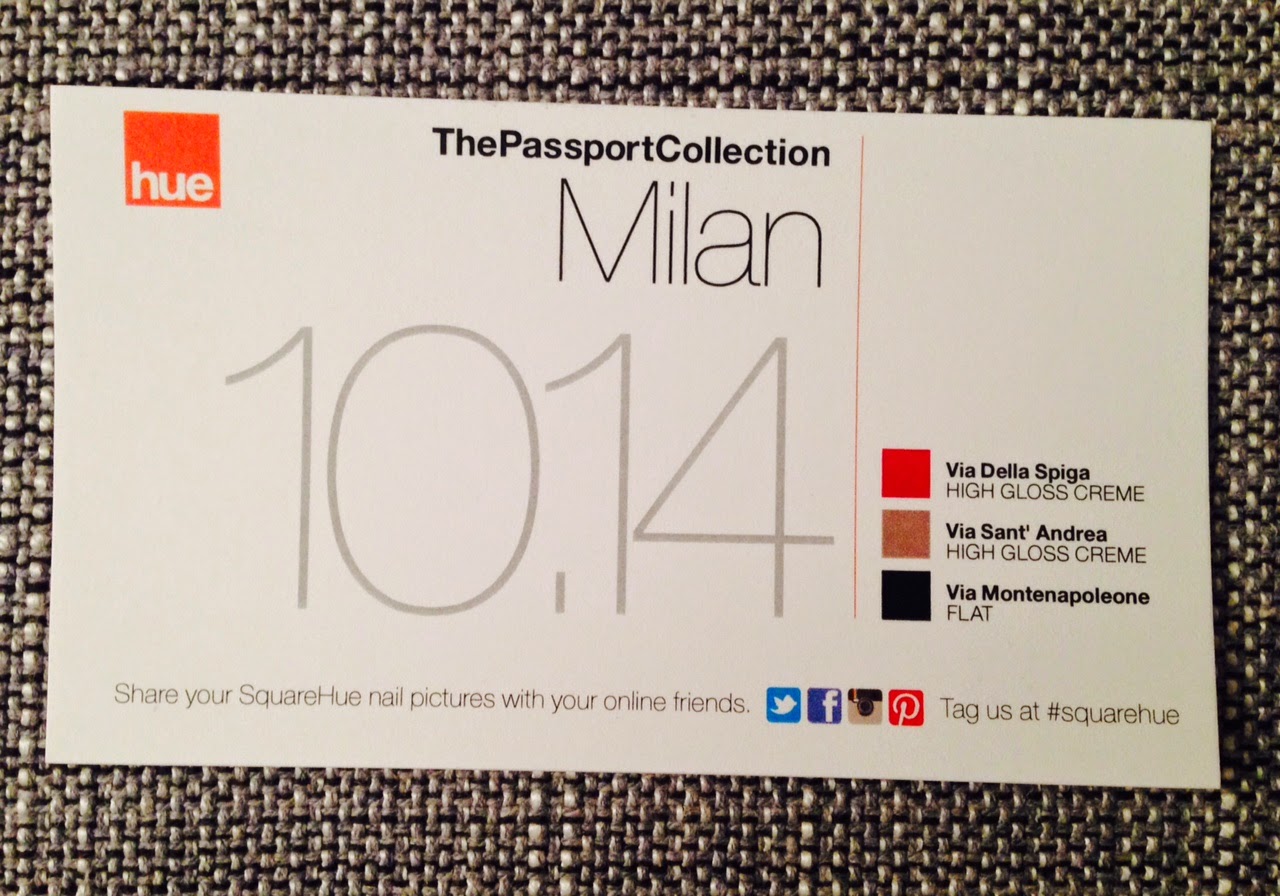 hue
ThePassportCollection
Milan
10.14
Via Della Spiga
HIGH GLOSS CREME
Via Sant' Andrea
HIGH GLOSS CREME
Via Montenapoleone
FLAT
Share your SquareHue nail pictures with your online friends. Tag us at #squarehue